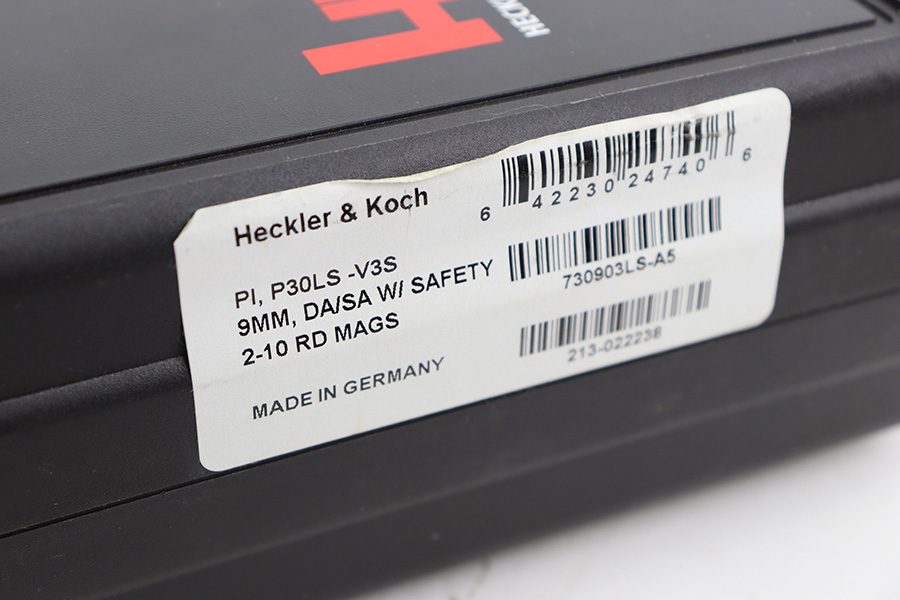 HECK
Heckler & Koch
PI, P30LS -V3S
9MM, DA/SA W/ SAFETY
2-10 RD MAGS
MADE IN GERMANY
6 42230 24740 6
730903LS-A5
213-022238